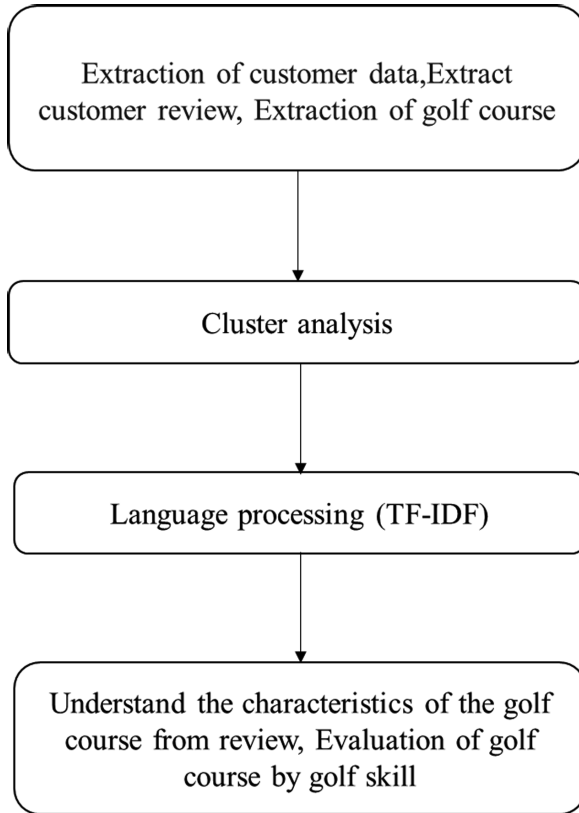 Extraction of customer data,Extract
customer review, Extraction of golf course
Cluster analysis
Language processing (TF-IDF)
Understand the characteristics of the golf
course from review, Evaluation of golf
course by golf skill